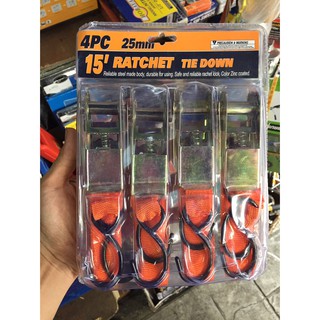 4PC 25mm
15' RATCHET TIE DOWN
Reliable steel made body, durable for using. Safe and reliable rachet lock, Color Zinc coated.